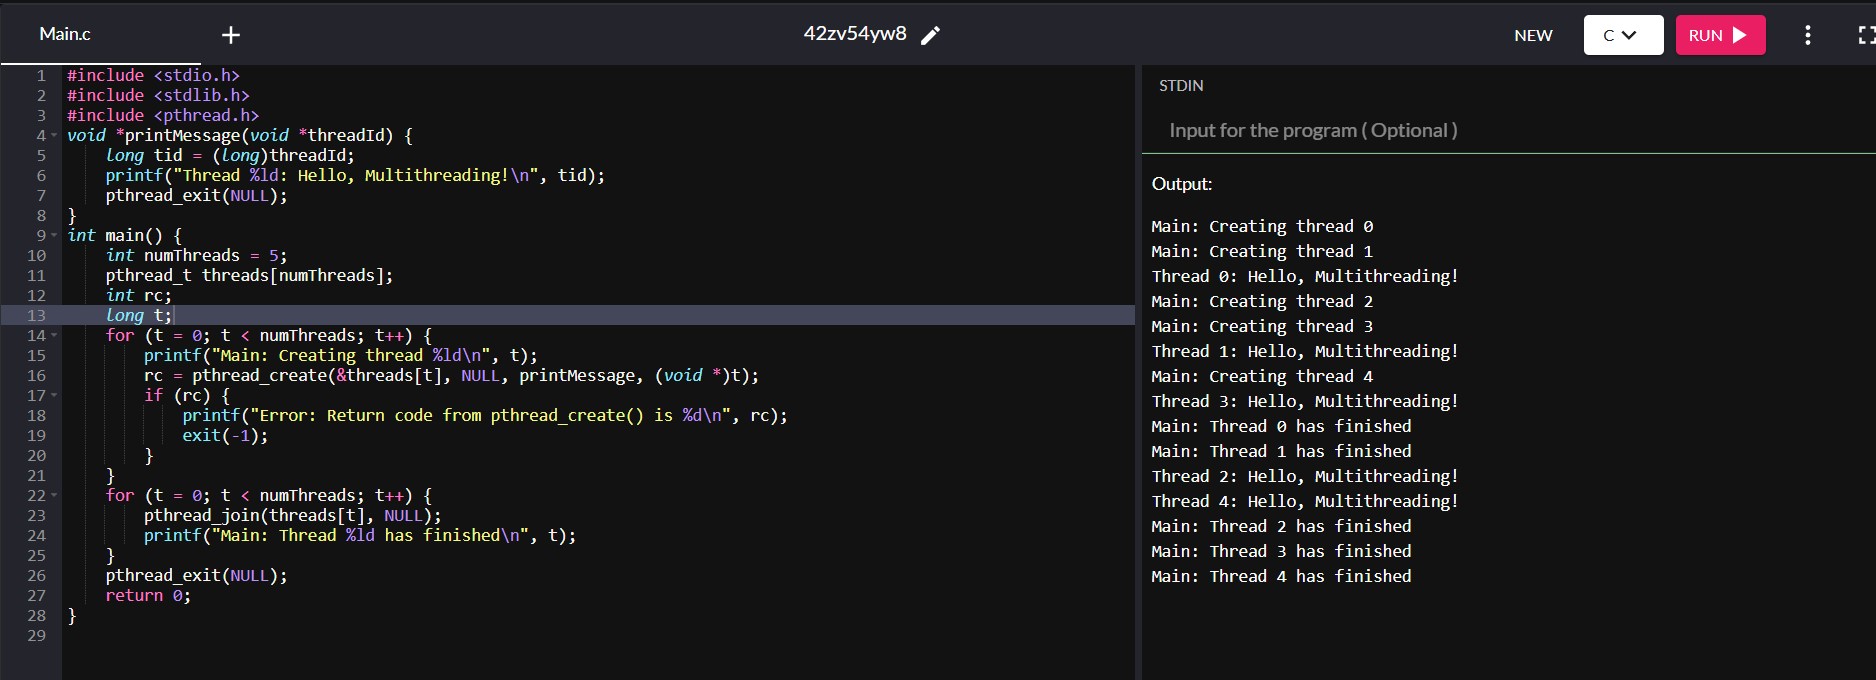 Main.c + 42zv54yw8 NEW C RUN
1 #include <stdio.h>
2 #include <stdlib.h>
3 #include <pthread.h>
4 void *printMessage(void *threadId) {
5     long tid = (long)threadId;
6     printf("Thread %ld: Hello, Multithreading!\n", tid);
7     pthread_exit(NULL);
8 }
9 int main() {
10     int numThreads = 5;
11     pthread_t threads[numThreads];
12     int rc;
13     long t;
14     for (t = 0; t < numThreads; t++) {
15         printf("Main: Creating thread %ld\n", t);
16         rc = pthread_create(&threads[t], NULL, printMessage, (void *)t);
17         if (rc) {
18             printf("Error: Return code from pthread_create() is %d\n", rc);
19             exit(-1);
20         }
21     }
22     for (t = 0; t < numThreads; t++) {
23         pthread_join(threads[t], NULL);
24         printf("Main: Thread %ld has finished\n", t);
25     }
26     pthread_exit(NULL);
27     return 0;
28 }
29
STDIN
Input for the program ( Optional )
Output:
Main: Creating thread 0
Main: Creating thread 1
Thread 0: Hello, Multithreading!
Main: Creating thread 2
Main: Creating thread 3
Thread 1: Hello, Multithreading!
Main: Creating thread 4
Thread 3: Hello, Multithreading!
Main: Thread 0 has finished
Main: Thread 1 has finished
Thread 2: Hello, Multithreading!
Thread 4: Hello, Multithreading!
Main: Thread 2 has finished
Main: Thread 3 has finished
Main: Thread 4 has finished